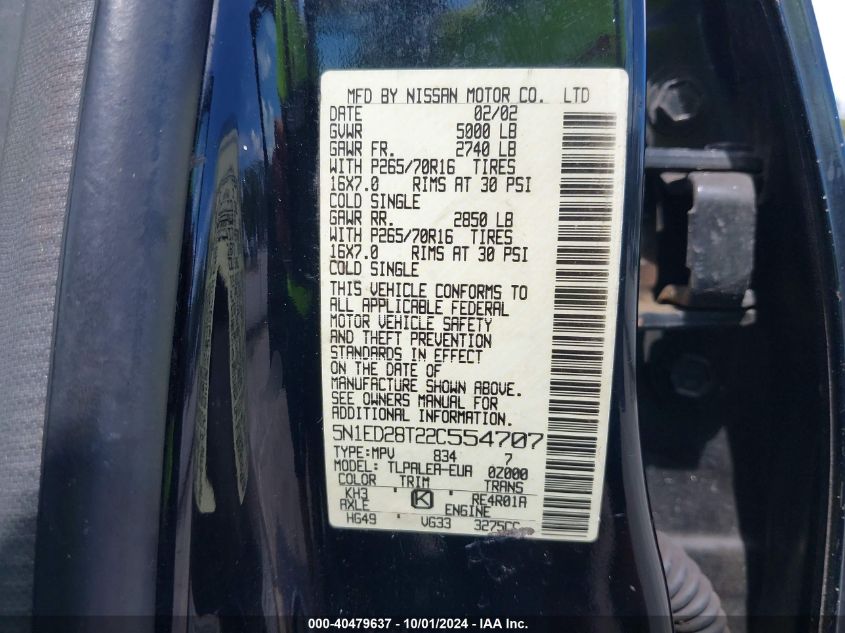 MFD BY NISSAN MOTOR CO. LTD
DATE 02/02
GVWR 5000 LB
GAWR FR. 2740 LB
WITH P265/70R16 TIRES
16X7.0 RIMS AT 30 PSI
COLD SINGLE
GAWR RR. 2850 LB
WITH P265/70R16 TIRES
16X7.0 RIMS AT 30 PSI
COLD SINGLE
THIS VEHICLE CONFORMS TO
ALL APPLICABLE FEDERAL
MOTOR VEHICLE SAFETY
AND THEFT PREVENTION
STANDARDS IN EFFECT
ON THE DATE OF
MANUFACTURE SHOWN ABOVE.
SEE OWNERS MANUAL FOR
ADDITIONAL INFORMATION.
5N1ED28T22C554707
TYPE:MPV 834 7
MODEL: TLPALEA-EUA 0Z000
COLOR TRIM TRANS
KH3 K RE4R01A
AXLE ENGINE
HG49 VG33 3275CC
000-40479637 - 10/01/2024 - IAA Inc.